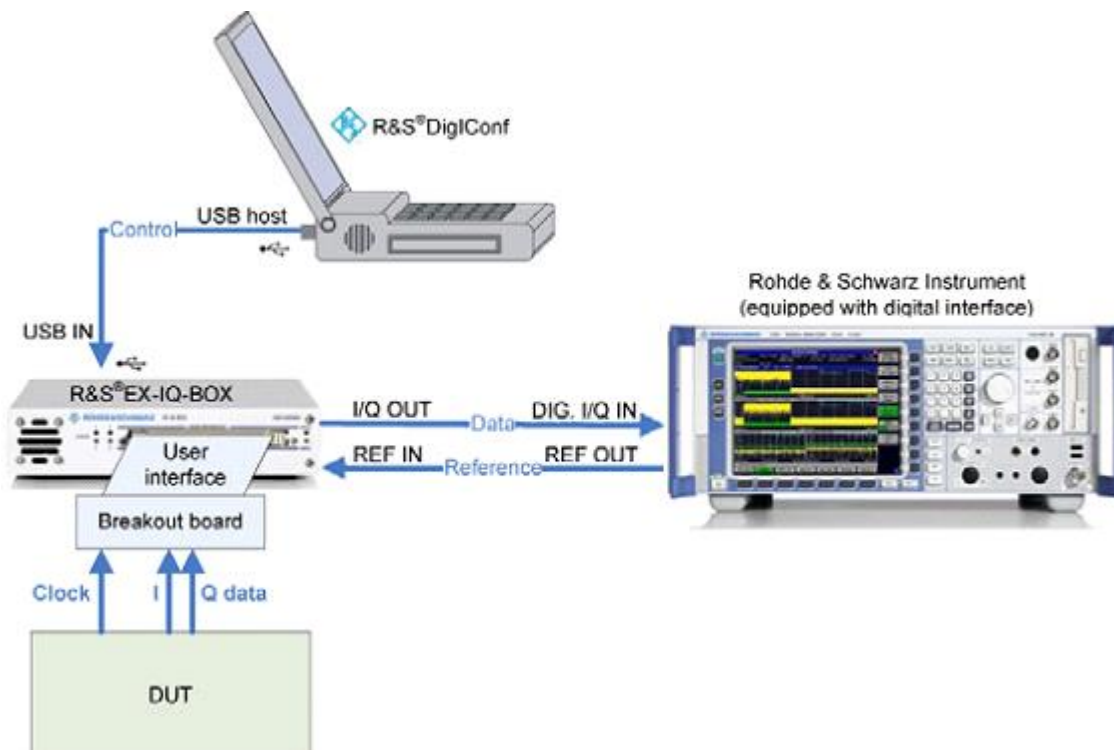 R&S®DigIConf
USB host
Control
USB IN
R&S®EX-IQ-BOX
User
interface
Breakout board
Clock
I
Q data
DUT
I/Q OUT
Data
DIG. I/Q IN
REF IN
Reference
REF OUT
Rohde & Schwarz Instrument
(equipped with digital interface)